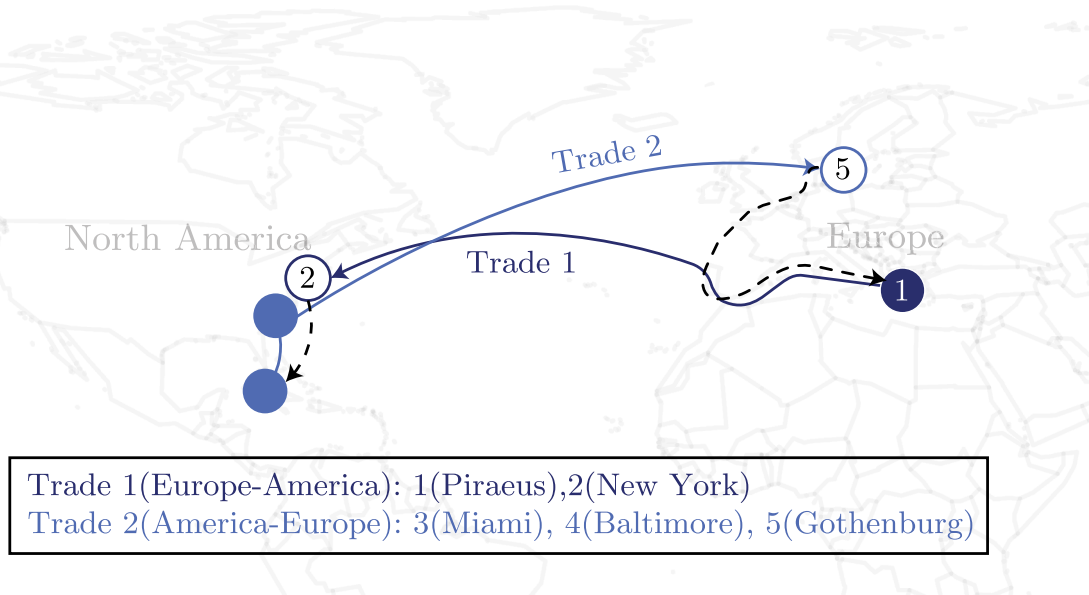 Trade 2
5
North America
Europe
2
Trade 1
1
Trade 1(Europe-America): 1(Piraeus),2(New York)
Trade 2(America-Europe): 3(Miami), 4(Baltimore), 5(Gothenburg)